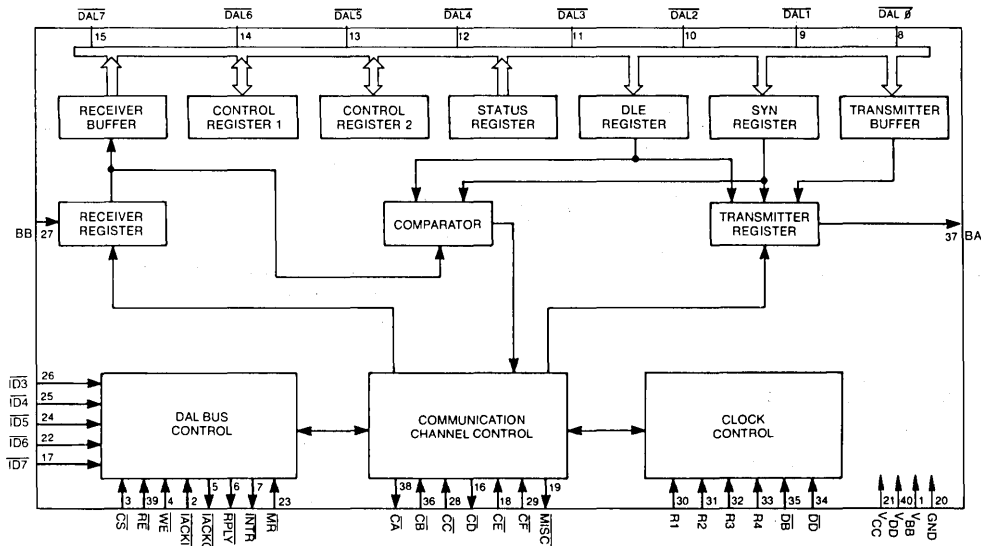 DAL7 DAL6 DAL5 DAL4 DAL3 DAL2 DAL1 DAL Ø
15 14 13 12 11 10 9 8
RECEIVER BUFFER
CONTROL REGISTER 1
CONTROL REGISTER 2
STATUS REGISTER
DLE REGISTER
SYN REGISTER
TRANSMITTER BUFFER
BB 27
RECEIVER REGISTER
COMPARATOR
TRANSMITTER REGISTER
37 BA
ID3 26
ID4 25
ID5 24
ID6 22
ID7 17
DAL BUS CONTROL
COMMUNICATION CHANNEL CONTROL
CLOCK CONTROL
3 39 4 2 5 6 7 23
CS RE WE IACKI IACKO RPLY INTR MR
38 36 28 16 18 29 19
CA CB CC CD CE CF MISC
30 31 32 33 35 34
R1 R2 R3 R4 DB DD
21 40 1 20
VCC VDD VBB GND